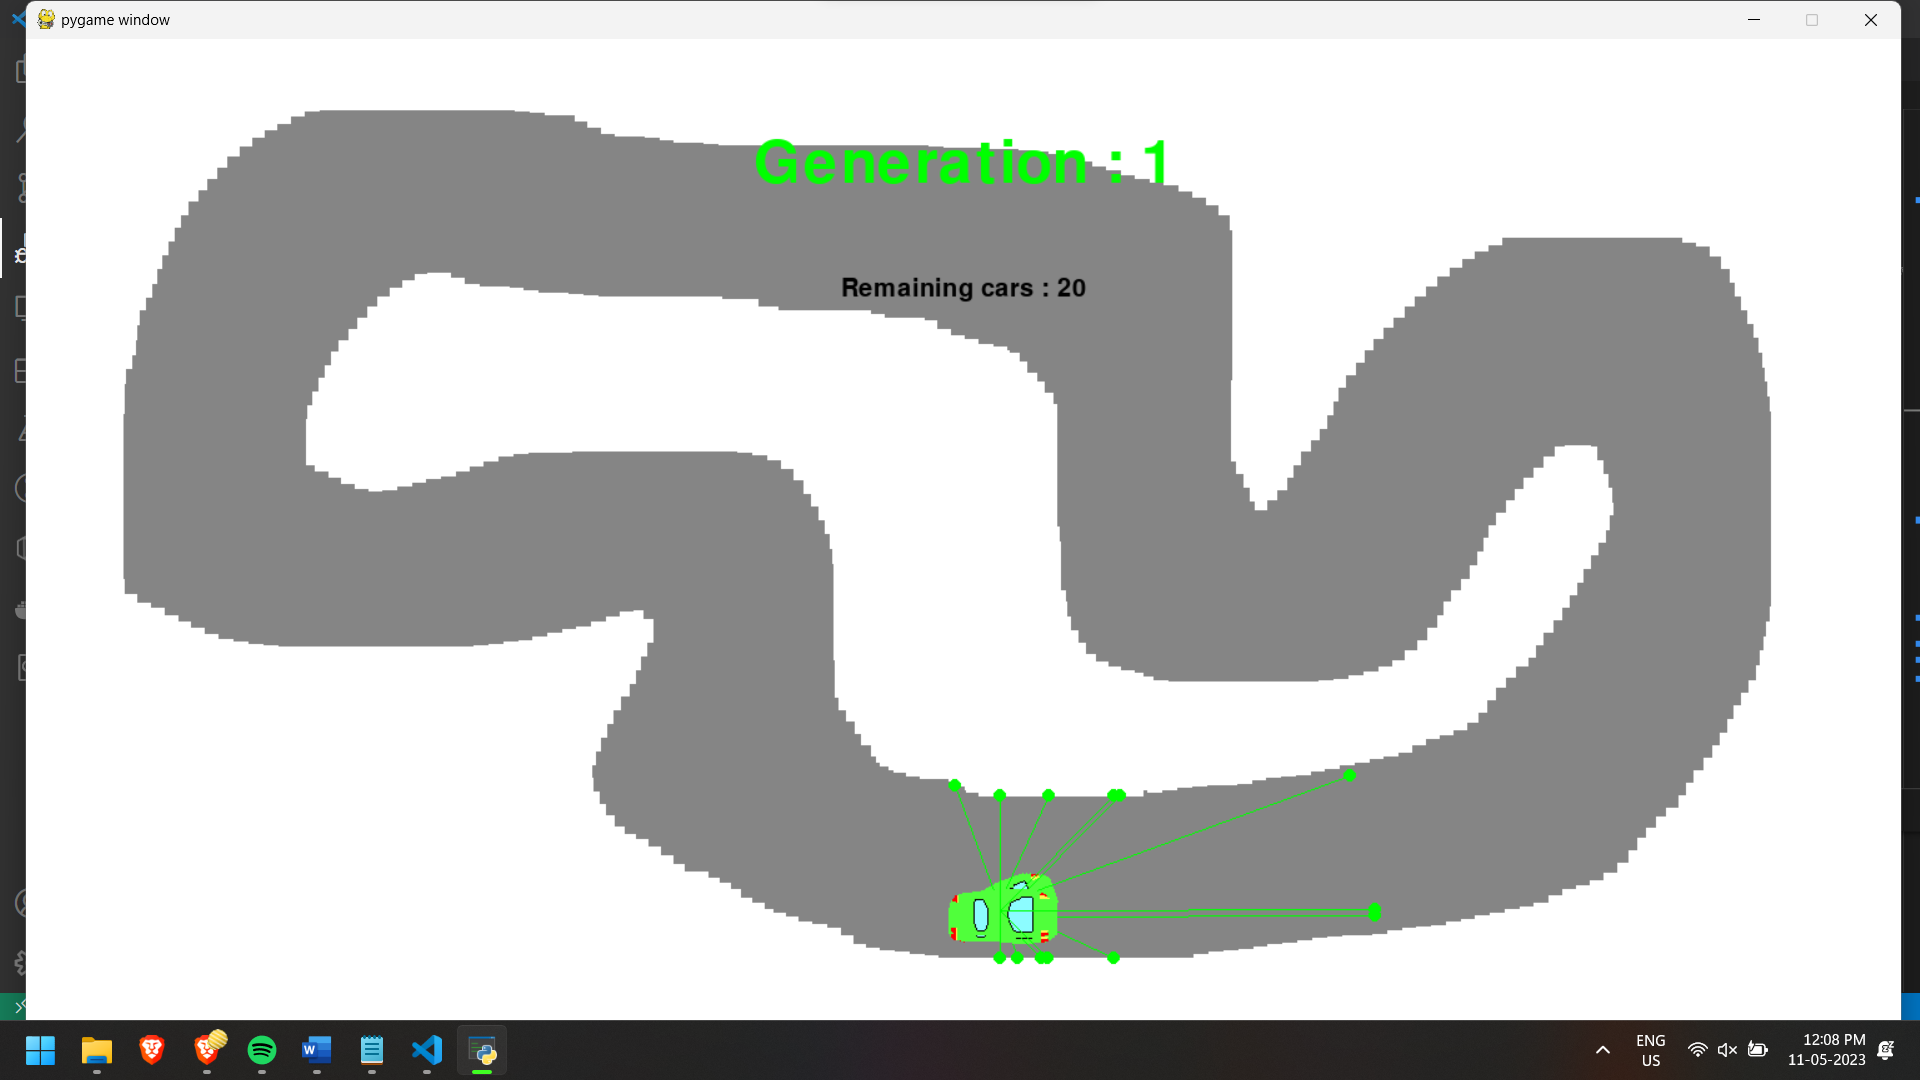 pygame window
Generation : 1
Remaining cars : 20
ENG
US
12:08 PM
11-05-2023